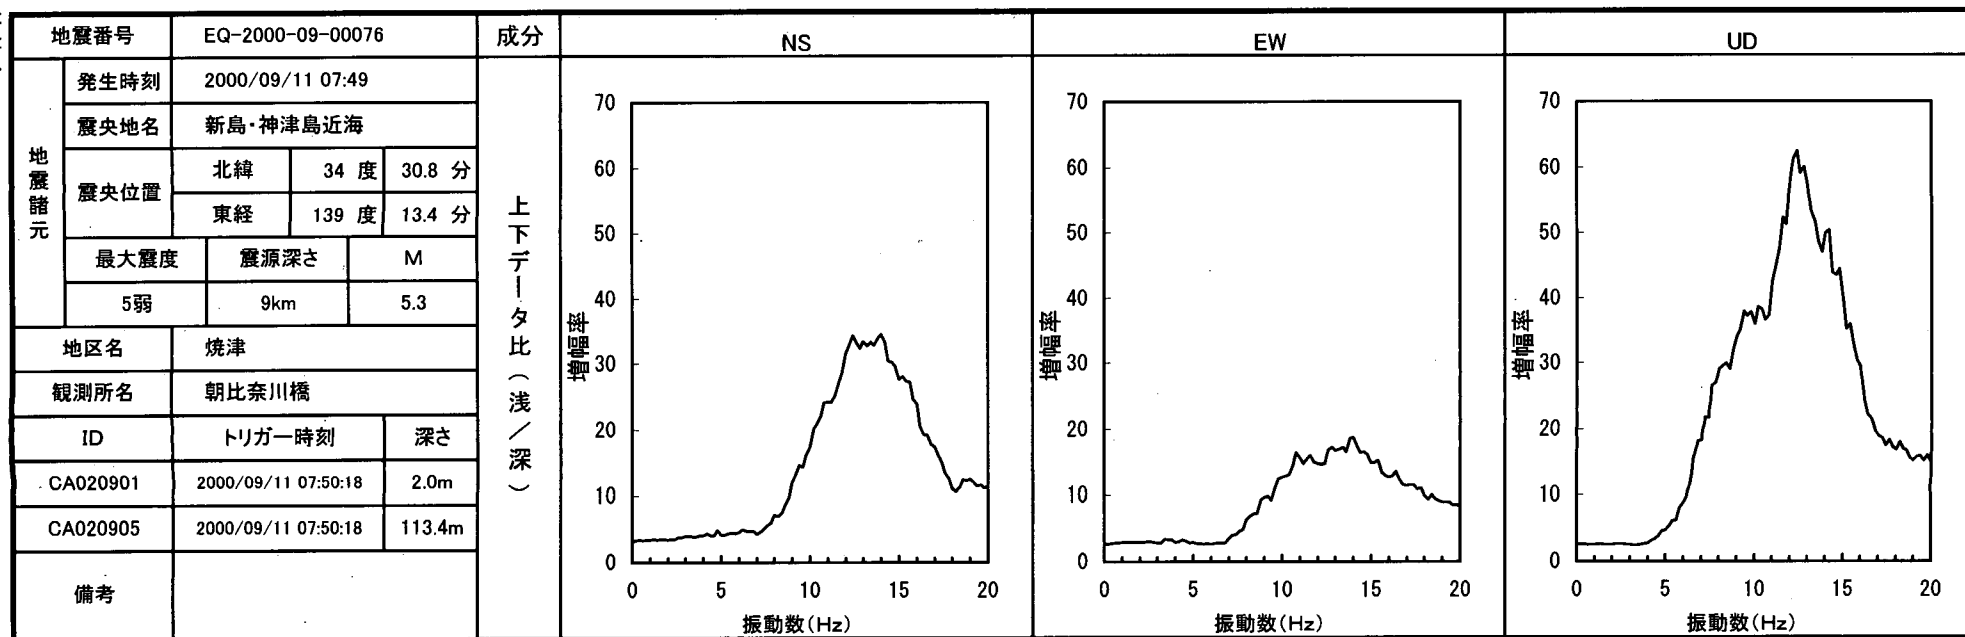 地震番号 EQ-2000-09-00076 成分 NS EW UD
地震諸元
発生時刻 2000/09/11 07:49
震央地名 新島・神津島近海
震央位置 北緯 34 度 30.8 分
東経 139 度 13.4 分
最大震度 震源深さ M
5弱 9km 5.3
地区名 焼津
観測所名 朝比奈川橋
ID トリガー時刻 深さ
CA020901 2000/09/11 07:50:18 2.0m
CA020905 2000/09/11 07:50:18 113.4m
備考
上下データ比(浅/深)
増幅率
70
60
50
40
30
20
10
0
0 5 10 15 20
振動数(Hz)
増幅率
70
60
50
40
30
20
10
0
0 5 10 15 20
振動数(Hz)
増幅率
70
60
50
40
30
20
10
0
0 5 10 15 20
振動数(Hz)